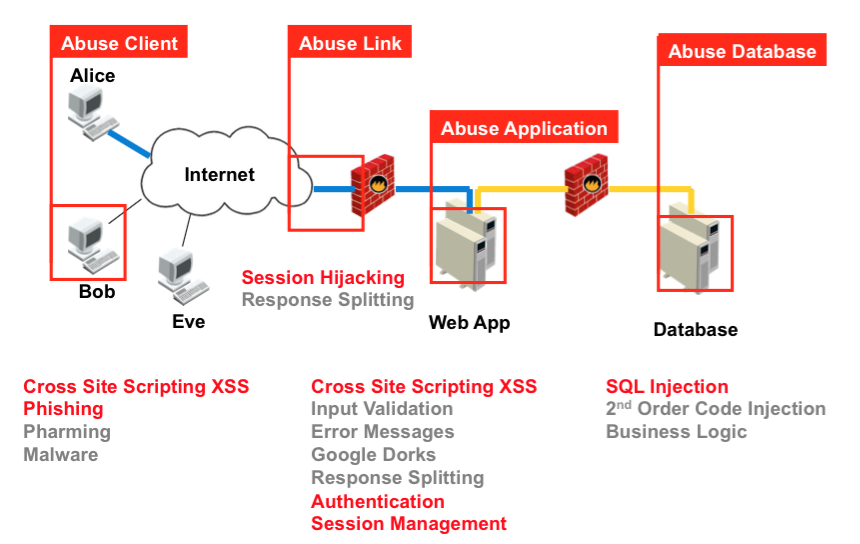 Abuse Client
Abuse Link
Abuse Database
Alice
Abuse Application
Internet
Session Hijacking
Response Splitting
Bob
Eve
Web App
Database
Cross Site Scripting XSS
Phishing
Pharming
Malware
Cross Site Scripting XSS
Input Validation
Error Messages
Google Dorks
Response Splitting
Authentication
Session Management
SQL Injection
2nd Order Code Injection
Business Logic